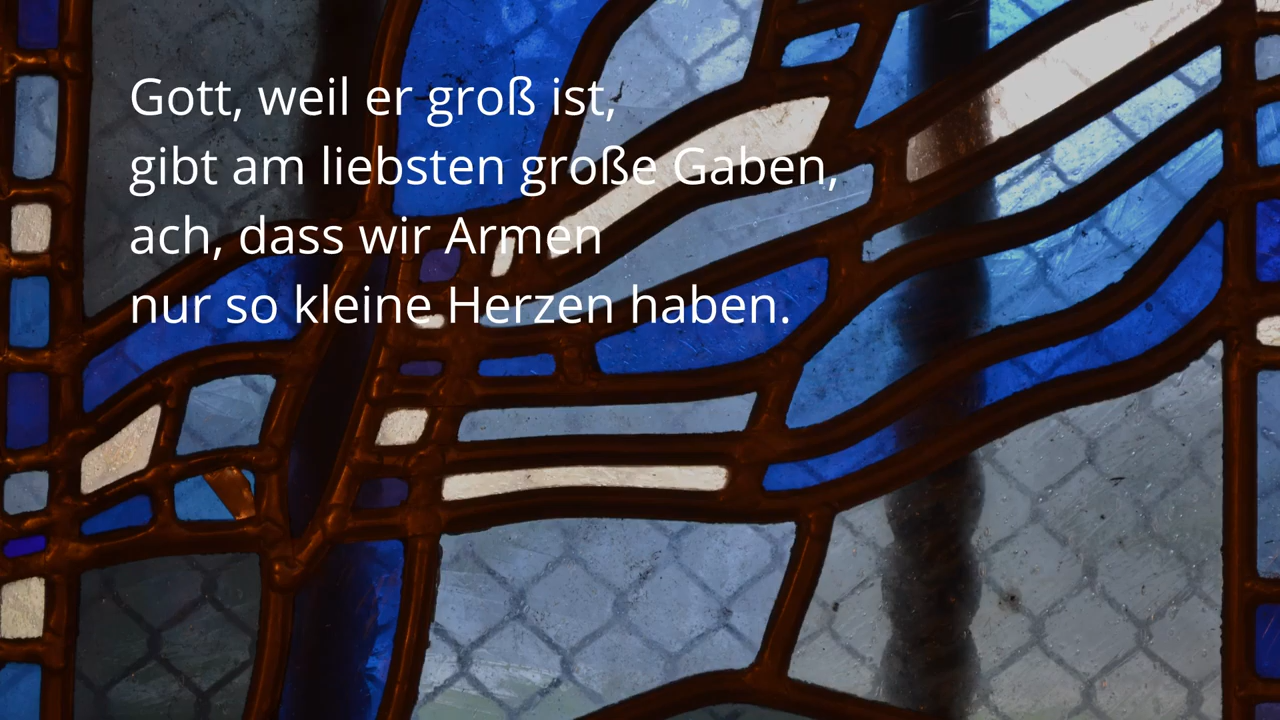 Gott, weil er groß ist,
gibt am liebsten große Gaben,
ach, dass wir Armen
nur so kleine Herzen haben.